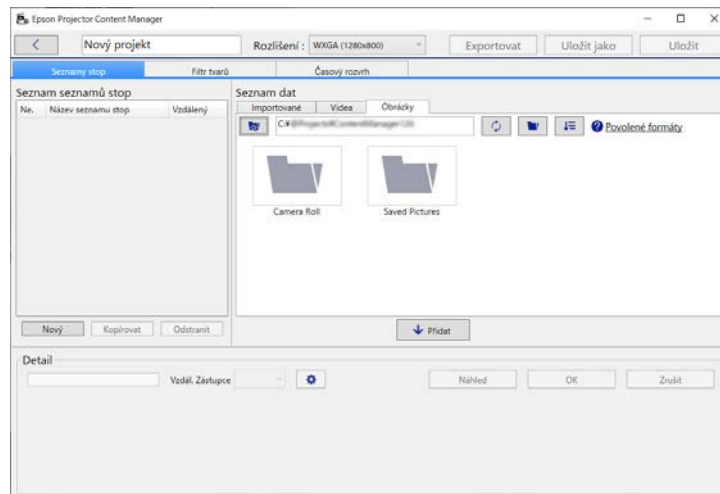 Epson Projector Content Manager
Nový projekt Rozlišení : WXGA (1280x800) Exportovat Uložit jako Uložit
Seznamy stop Filtr tvarů Časový rozvrh
Seznam seznamů stop
Ne. Název seznamu stop Vzdálený
Seznam dat
Importované Videa Obrázky
Povolené formáty
Camera Roll Saved Pictures
Nový Kopírovat Odstranit
Přidat
Detail
Vzdál. Zástupce Náhled OK Zrušit